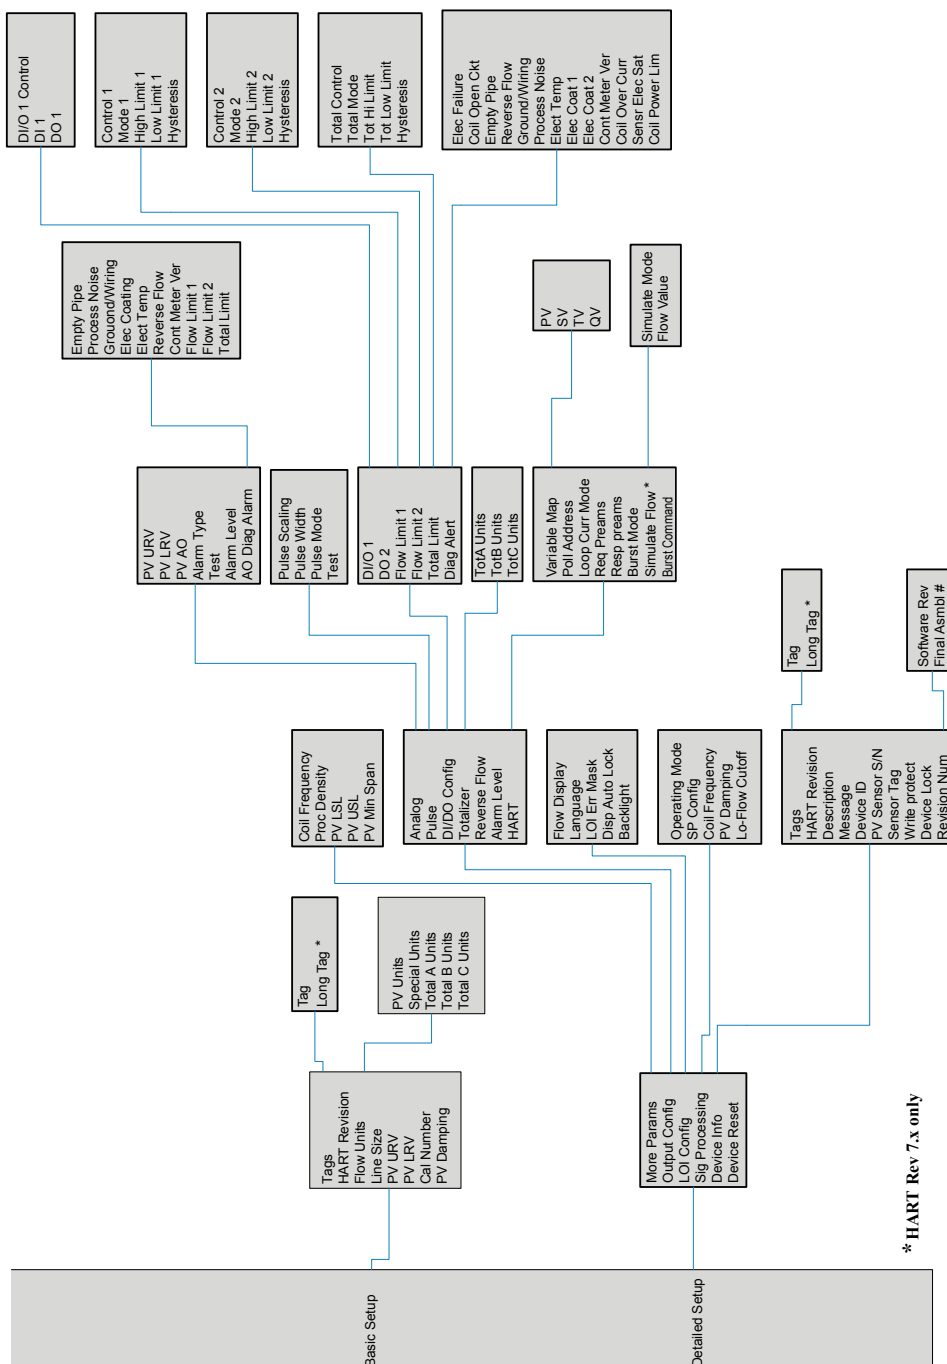 Basic Setup
Detailed Setup
Tags
HART Revision
Flow Units
Line Size
PV URV
PV LRV
Cal Number
PV Damping
More Params
Output Config
LOI Config
Sig Processing
Device Info
Device Reset
Tag
Long Tag *
PV Units
Special Units
Total A Units
Total B Units
Total C Units
Coil Frequency
Proc Density
PV LSL
PV USL
PV Min Span
Analog
Pulse
DI/DO Config
Totalizer
Reverse Flow
Alarm Level
HART
Flow Display
Language
LOI Err Mask
Disp Auto Lock
Backlight
Operating Mode
SP Config
Coil Frequency
PV Damping
Lo-Flow Cutoff
Tags
HART Revision
Description
Message
Device ID
PV Sensor S/N
Sensor Tag
Write protect
Device Lock
Revision Num
PV URV
PV LRV
PV AO
Alarm Type
Test
Alarm Level
AO Diag Alarm
Pulse Scaling
Pulse Width
Pulse Mode
Test
DI/O 1
DO 2
Flow Limit 1
Flow Limit 2
Total Limit
Diag Alert
TotA Units
TotB Units
TotC Units
Variable Map
Poll Address
Loop Curr Mode
Req Preams
Resp preams
Burst Mode
Simulate Flow *
Burst Command
Tag
Long Tag *
Software Rev
Final Asmbl #
Empty Pipe
Process Noise
Grouond/Wiring
Elec Coating
Elect Temp
Reverse Flow
Cont Meter Ver
Flow Limit 1
Flow Limit 2
Total Limit
PV
SV
TV
QV
Simulate Mode
Flow Value
DI/O 1 Control
DI 1
DO 1
Control 1
Mode 1
High Limit 1
Low Limit 1
Hysteresis
Control 2
Mode 2
High Limit 2
Low Limit 2
Hysteresis
Total Control
Total Mode
Tot Hi Limit
Tot Low Limit
Hysteresis
Elec Failure
Coil Open Ckt
Empty Pipe
Reverse Flow
Ground/Wiring
Process Noise
Elect Temp
Elec Coat 1
Elec Coat 2
Cont Meter Ver
Coil Over Curr
Sensr Elec Sat
Coil Power Lim
* HART Rev 7.x only